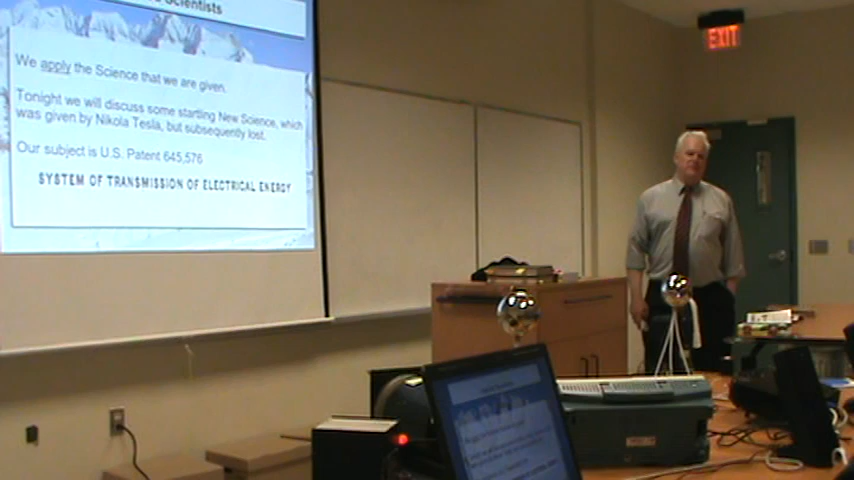 Scientists
We apply the Science that we are given.
Tonight we will discuss some startling New Science, which
was given by Nikola Tesla, but subsequently lost.
Our subject is U.S. Patent 645,576
SYSTEM OF TRANSMISSION OF ELECTRICAL ENERGY
EXIT